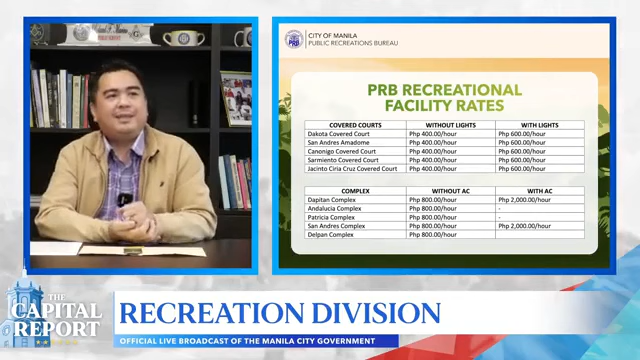 CITY OF MANILA
PUBLIC RECREATIONS BUREAU
PRB
PRB RECREATIONAL
FACILITY RATES
COVERED COURTS WITHOUT LIGHTS WITH LIGHTS
Dakota Covered Court Php 400.00/hour Php 600.00/hour
San Andres Amadome Php 400.00/hour Php 600.00/hour
Canonigo Covered Court Php 400.00/hour Php 600.00/hour
Sarmiento Covered Court Php 400.00/hour Php 600.00/hour
Jacinto Ciria Cruz Covered Court Php 400.00/hour Php 600.00/hour
COMPLEX WITHOUT AC WITH AC
Dapitan Complex Php 800.00/hour Php 2,000.00/hour
Andalucia Complex Php 800.00/hour -
Patricia Complex Php 800.00/hour -
San Andres Complex Php 800.00/hour Php 2,000.00/hour
Delpan Complex Php 800.00/hour
THE
CAPITAL
REPORT
RECREATION DIVISION
OFFICIAL LIVE BROADCAST OF THE MANILA CITY GOVERNMENT